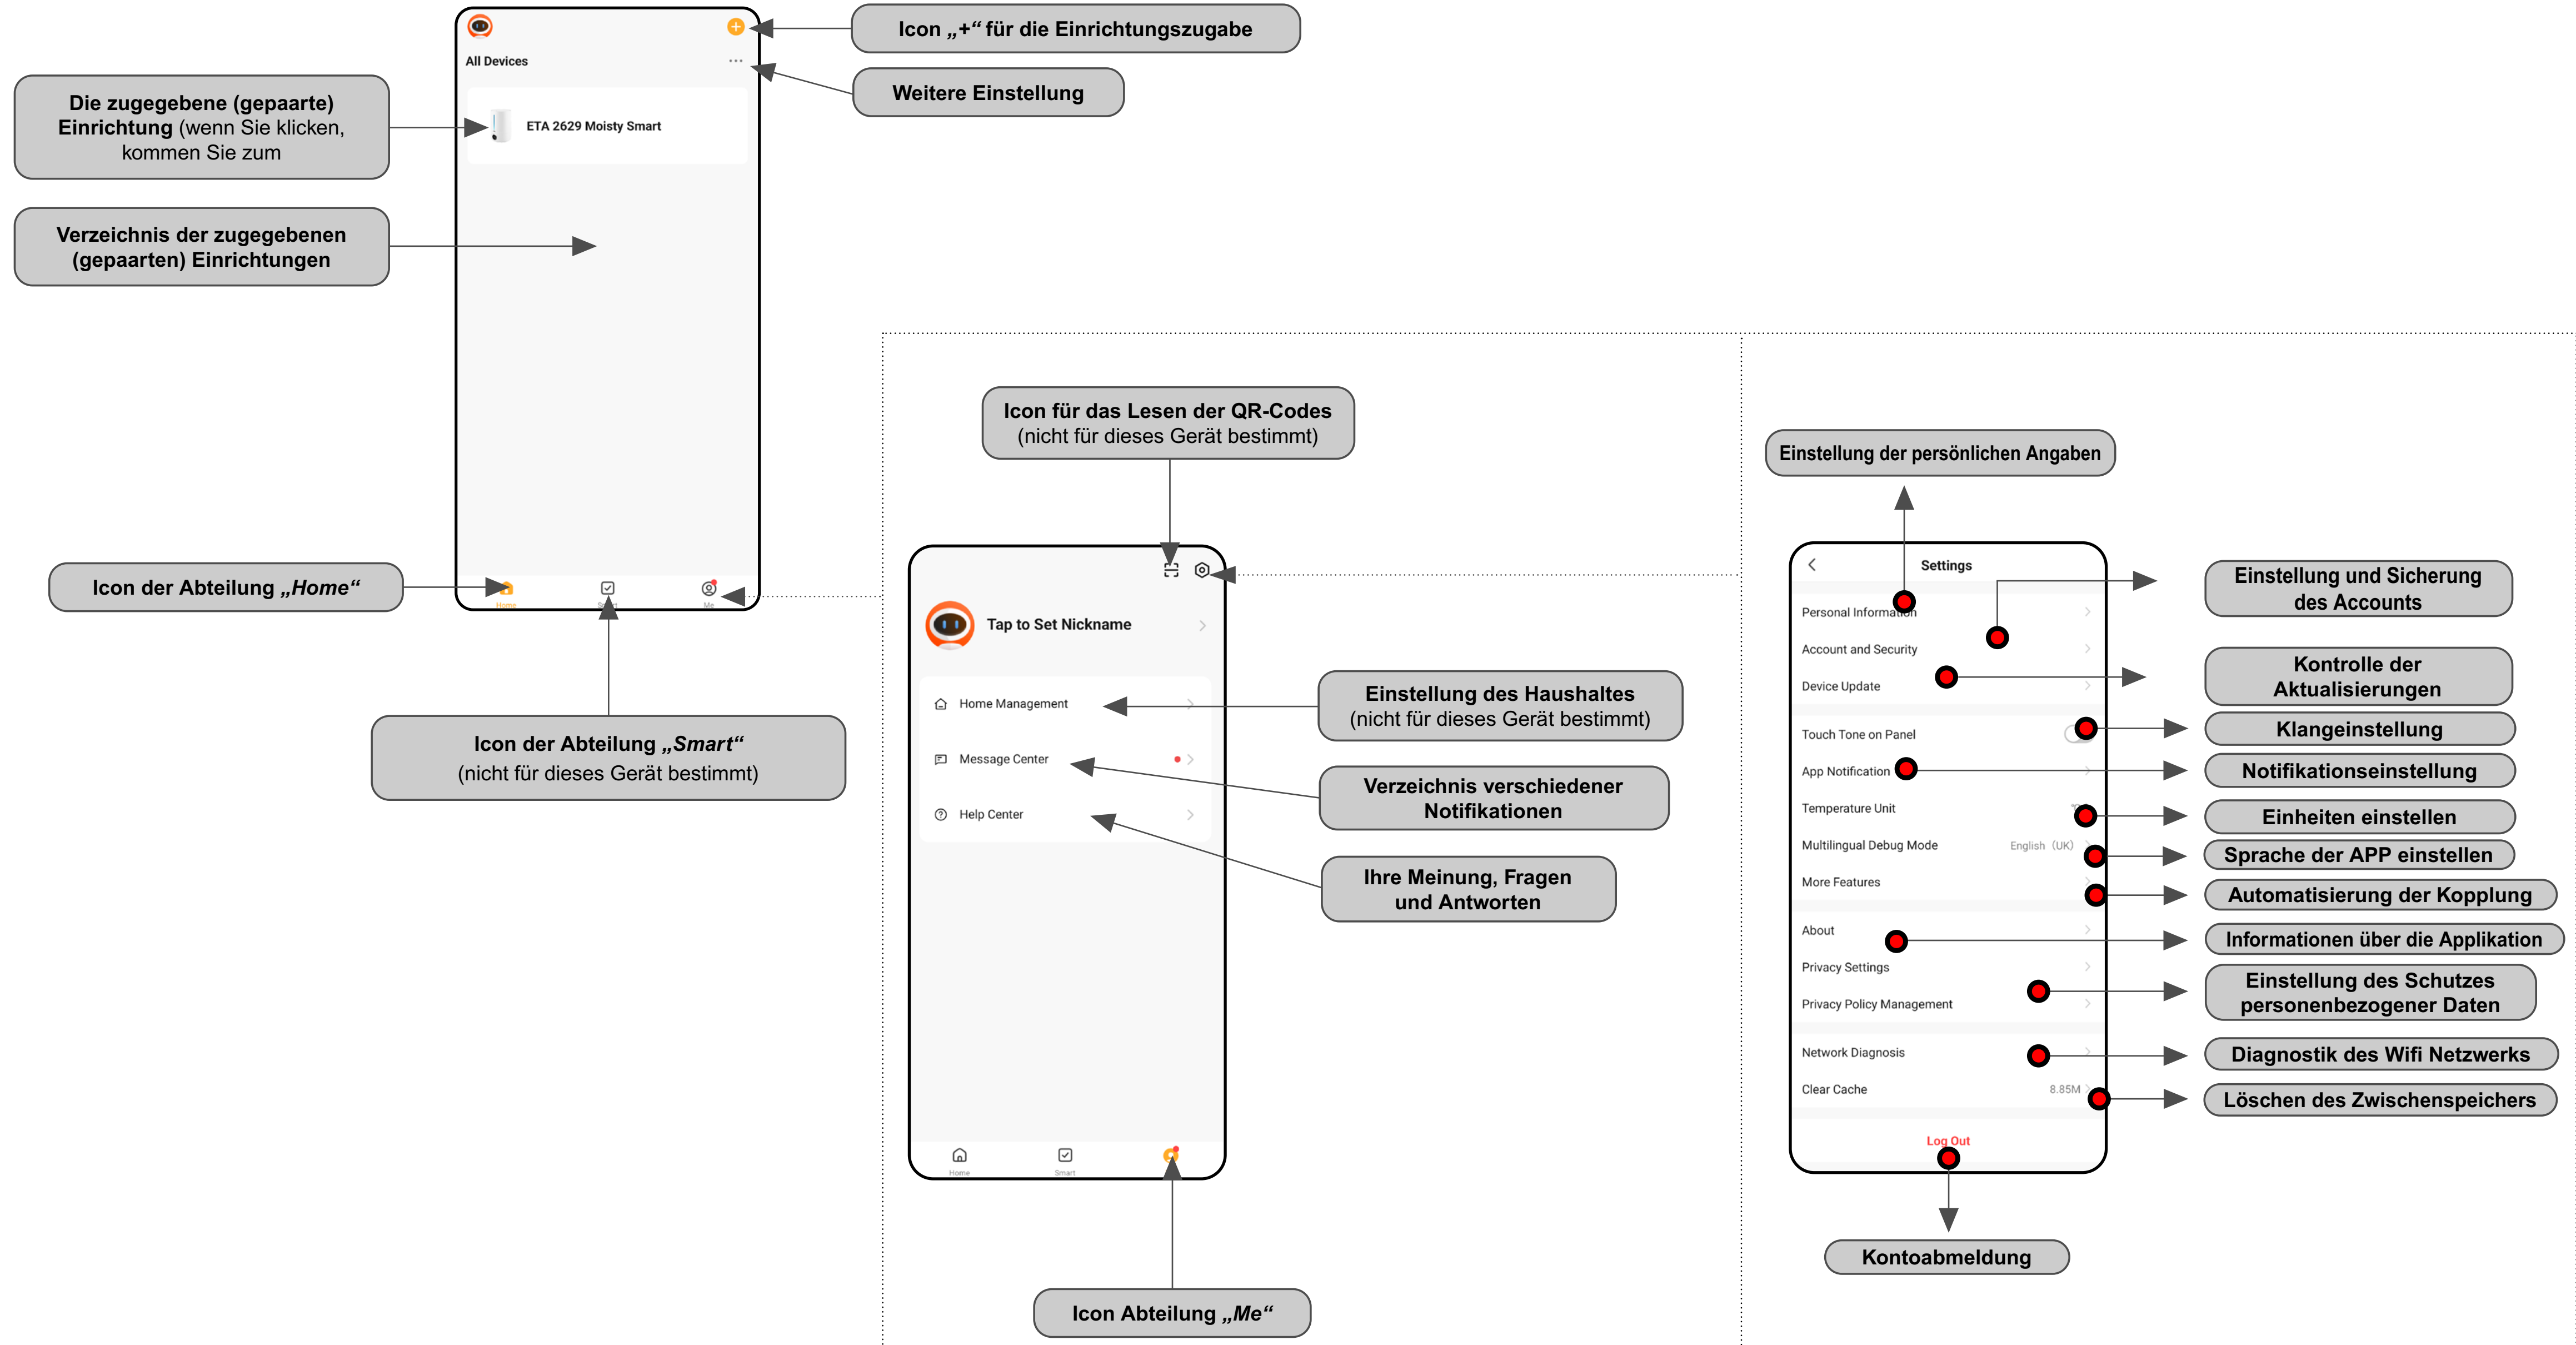 Icon „+“ für die Einrichtungszugabe
All Devices
Weitere Einstellung
Die zugegebene (gepaarte)
Einrichtung (wenn Sie klicken,
kommen Sie zum
ETA 2629 Moisty Smart
Verzeichnis der zugegebenen
(gepaarten) Einrichtungen
Icon der Abteilung „Home“
Home
Smart
Me
Icon der Abteilung „Smart“
(nicht für dieses Gerät bestimmt)
Icon für das Lesen der QR-Codes
(nicht für dieses Gerät bestimmt)
Tap to Set Nickname
Home Management
Message Center
Help Center
Einstellung des Haushaltes
(nicht für dieses Gerät bestimmt)
Verzeichnis verschiedener
Notifikationen
Ihre Meinung, Fragen
und Antworten
Home
Smart
Icon Abteilung „Me“
Einstellung der persönlichen Angaben
Settings
Personal Information
Account and Security
Device Update
Touch Tone on Panel
App Notification
Temperature Unit
Multilingual Debug Mode
English (UK)
More Features
About
Privacy Settings
Privacy Policy Management
Network Diagnosis
Clear Cache
8.85M
Log Out
Einstellung und Sicherung
des Accounts
Kontrolle der
Aktualisierungen
Klangeinstellung
Notifikationseinstellung
Einheiten einstellen
Sprache der APP einstellen
Automatisierung der Kopplung
Informationen über die Applikation
Einstellung des Schutzes
personenbezogener Daten
Diagnostik des Wifi Netzwerks
Löschen des Zwischenspeichers
Kontoabmeldung